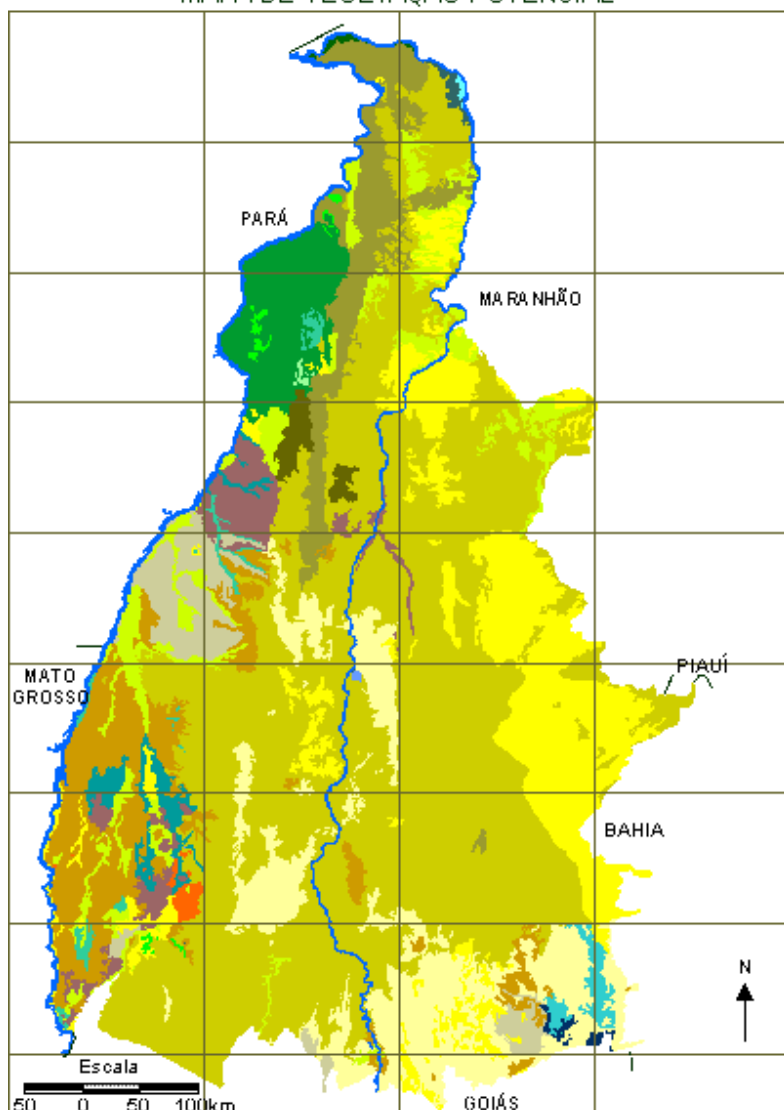 PARÁ
MARANHÃO
MATO
GROSSO
PIAUÍ
BAHIA
N
Escala
50 0 50 100km
GOIÁS